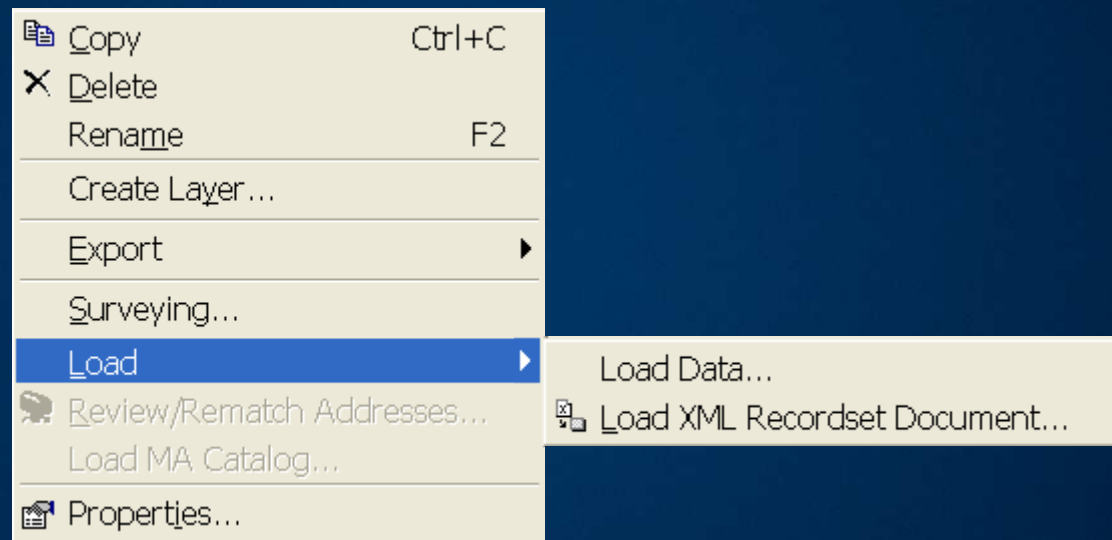 Copy Ctrl+C
Delete
Rename F2
Create Layer...
Export
Surveying...
Load
Load Data...
Load XML Recordset Document...
Review/Rematch Addresses...
Load MA Catalog...
Properties...